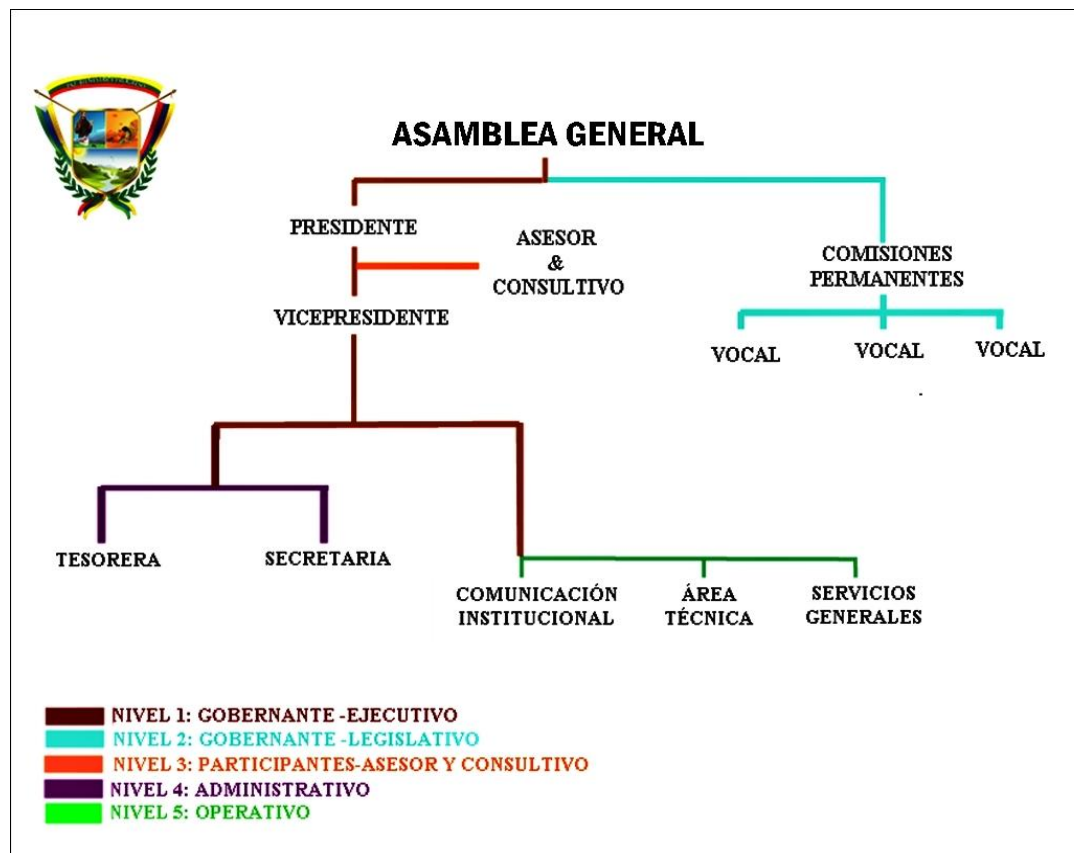 ASAMBLEA GENERAL
PRESIDENTE
ASESOR
&
CONSULTIVO
COMISIONES
PERMANENTES
VICEPRESIDENTE
VOCAL
VOCAL
VOCAL
TESORERA
SECRETARIA
COMUNICACIÓN
INSTITUCIONAL
ÁREA
TÉCNICA
SERVICIOS
GENERALES
NIVEL 1: GOBERNANTE -EJECUTIVO
NIVEL 2: GOBERNANTE -LEGISLATIVO
NIVEL 3: PARTICIPANTES-ASESOR Y CONSULTIVO
NIVEL 4: ADMINISTRATIVO
NIVEL 5: OPERATIVO